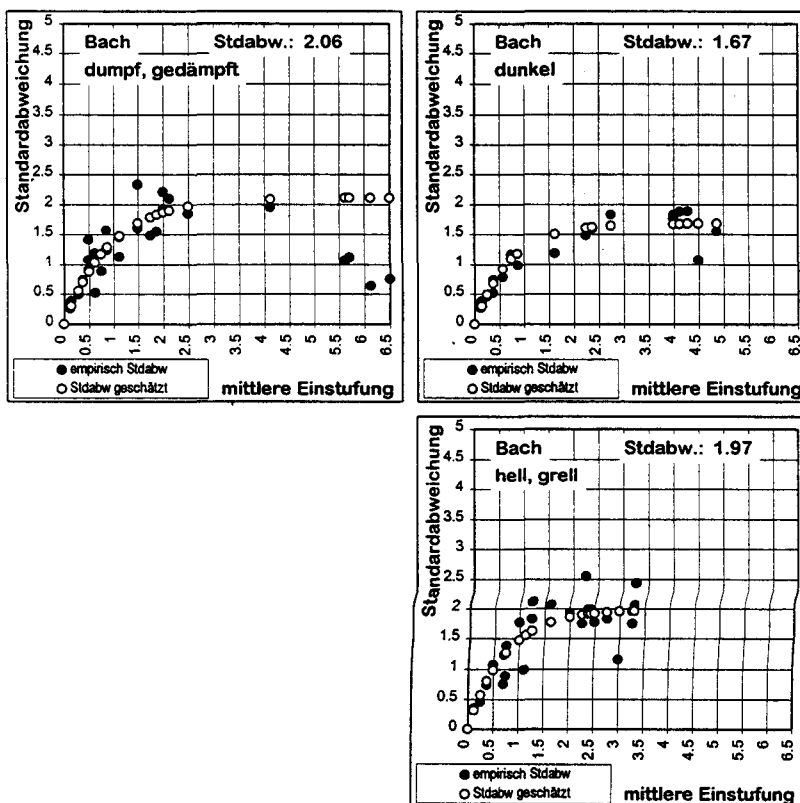 Bach Stdabw.: 2.06
dumpf, gedämpft
Standardabweichung
5
4.5
4
3.5
3
2.5
2
1.5
1
0.5
0
0 0.5 1 1.5 2 2.5 3 3.5 4 4.5 5 5.5 6 6.5
empirisch Stdabw
Stdabw geschätzt
mittlere Einstufung
Bach Stdabw.: 1.67
dunkel
Standardabweichung
5
4.5
4
3.5
3
2.5
2
1.5
1
0.5
0
0 0.5 1 1.5 2 2.5 3 3.5 4 4.5 5 5.5 6 6.5
empirisch Stdabw
Stdabw geschätzt
mittlere Einstufung
Bach Stdabw.: 1.97
hell, grell
Standardabweichung
5
4.5
4
3.5
3
2.5
2
1.5
1
0.5
0
0 0.5 1 1.5 2 2.5 3 3.5 4 4.5 5 5.5 6 6.5
empirisch Stdabw
Stdabw geschätzt
mittlere Einstufung